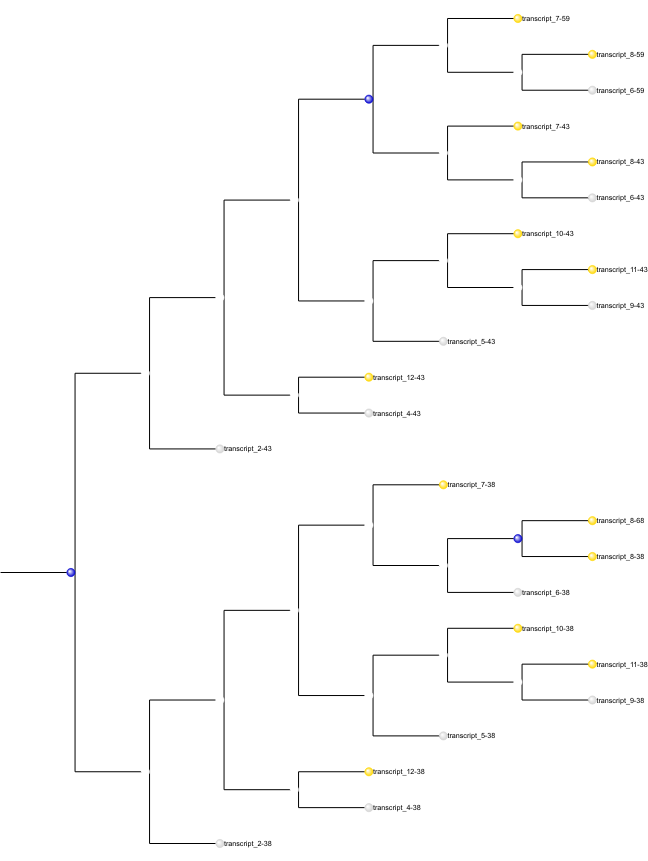 transcript_7-59
transcript_8-59
transcript_6-59
transcript_7-43
transcript_8-43
transcript_6-43
transcript_10-43
transcript_11-43
transcript_9-43
transcript_5-43
transcript_12-43
transcript_4-43
transcript_2-43
transcript_7-38
transcript_8-68
transcript_8-38
transcript_6-38
transcript_10-38
transcript_11-38
transcript_9-38
transcript_5-38
transcript_12-38
transcript_4-38
transcript_2-38